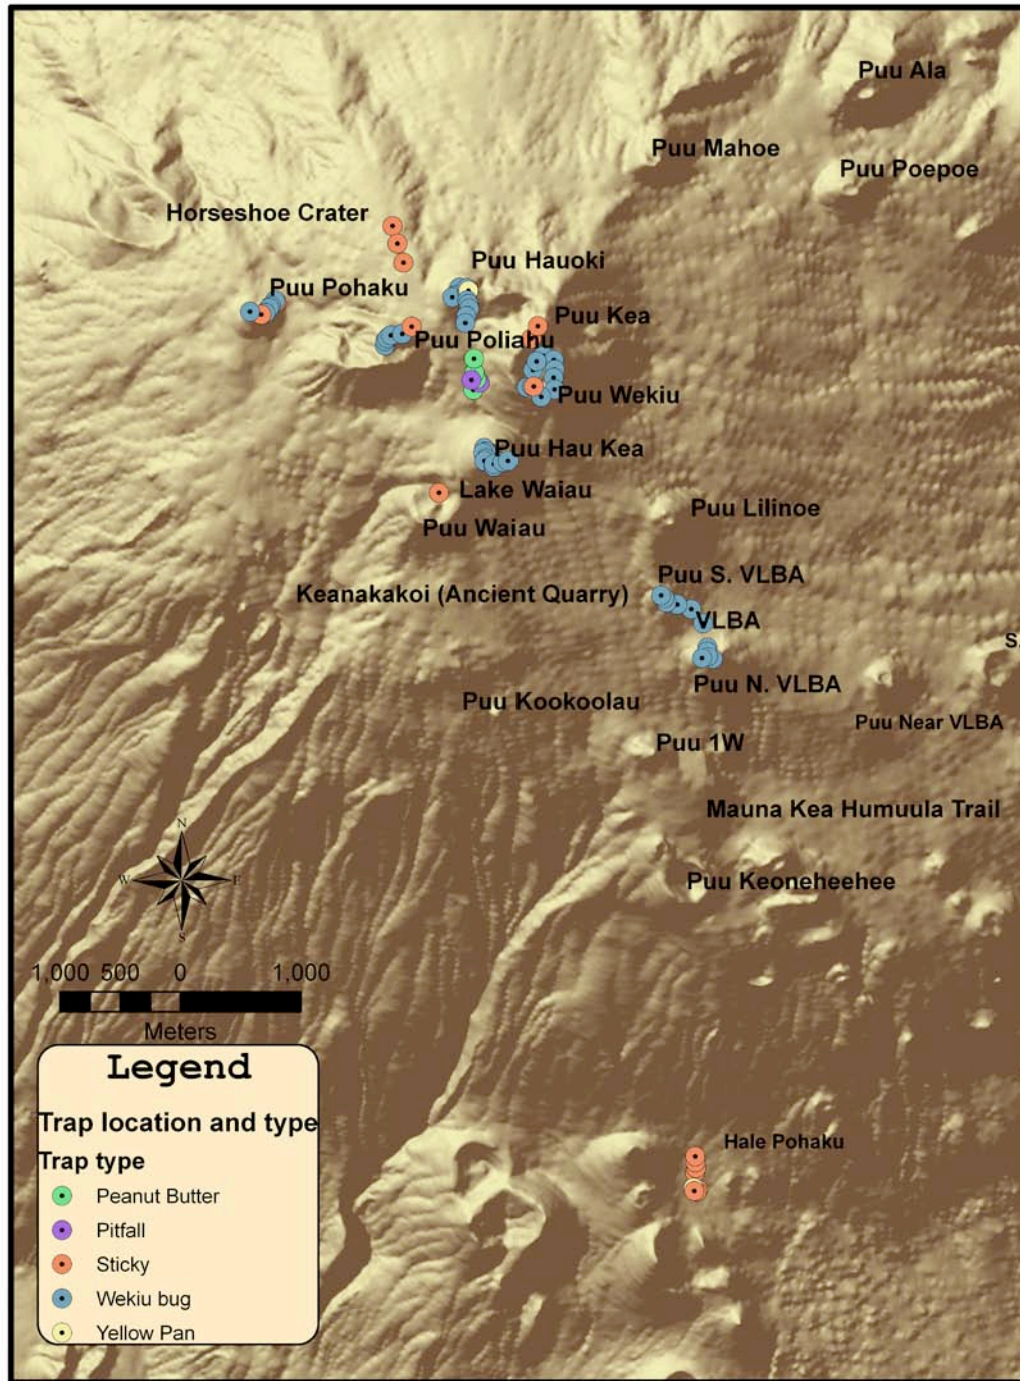 Puu Ala
Puu Mahoe
Puu Poepoe
Horseshoe Crater
Puu Hauoki
Puu Pohaku
Puu Kea
Puu Poliahu
Puu Wekiu
Puu Hau Kea
Lake Waiau
Puu Lilinoe
Puu Waiau
Puu S. VLBA
Keanakakoi (Ancient Quarry)
VLBA
S.
Puu N. VLBA
Puu Kookoolau
Puu Near VLBA
Puu 1W
Mauna Kea Humuula Trail
N
W E
S
Puu Keoneheehee
1,000 500 0 1,000
Meters
Legend
Trap location and type
Trap type
Peanut Butter
Pitfall
Sticky
Wekiu bug
Yellow Pan
Hale Pohaku